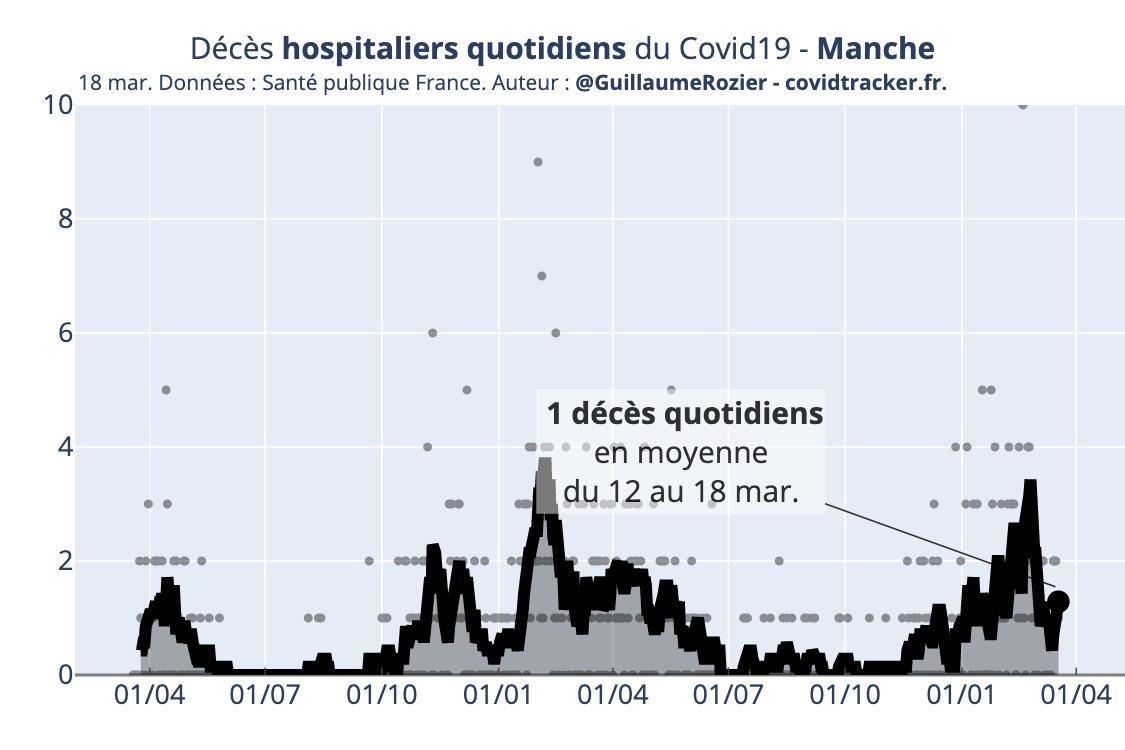 Décès hospitaliers quotidiens du Covid19 - Manche
18 mar. Données : Santé publique France. Auteur : @GuillaumeRozier - covidtracker.fr.
10
8
6
4
2
0
1 décès quotidiens
en moyenne
du 12 au 18 mar.
01/04 01/07 01/10 01/01 01/04 01/07 01/10 01/01 01/04